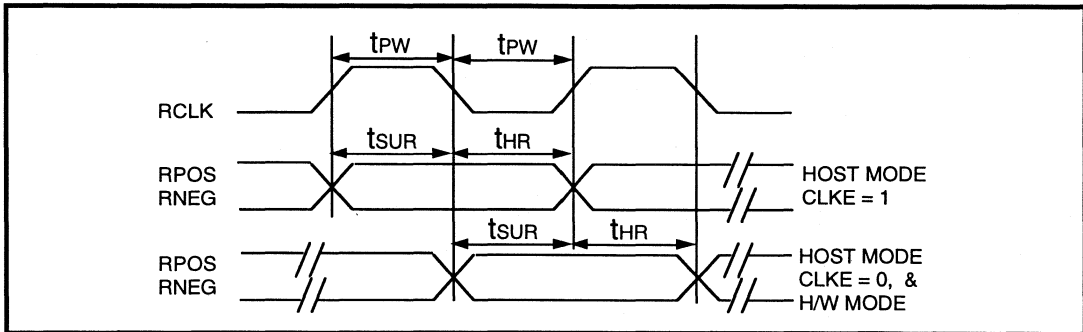 tPW tPW
RCLK
tSUR tHR
RPOS
RNEG
HOST MODE
CLKE = 1
tSUR tHR
RPOS
RNEG
HOST MODE
CLKE = 0, &
H/W MODE